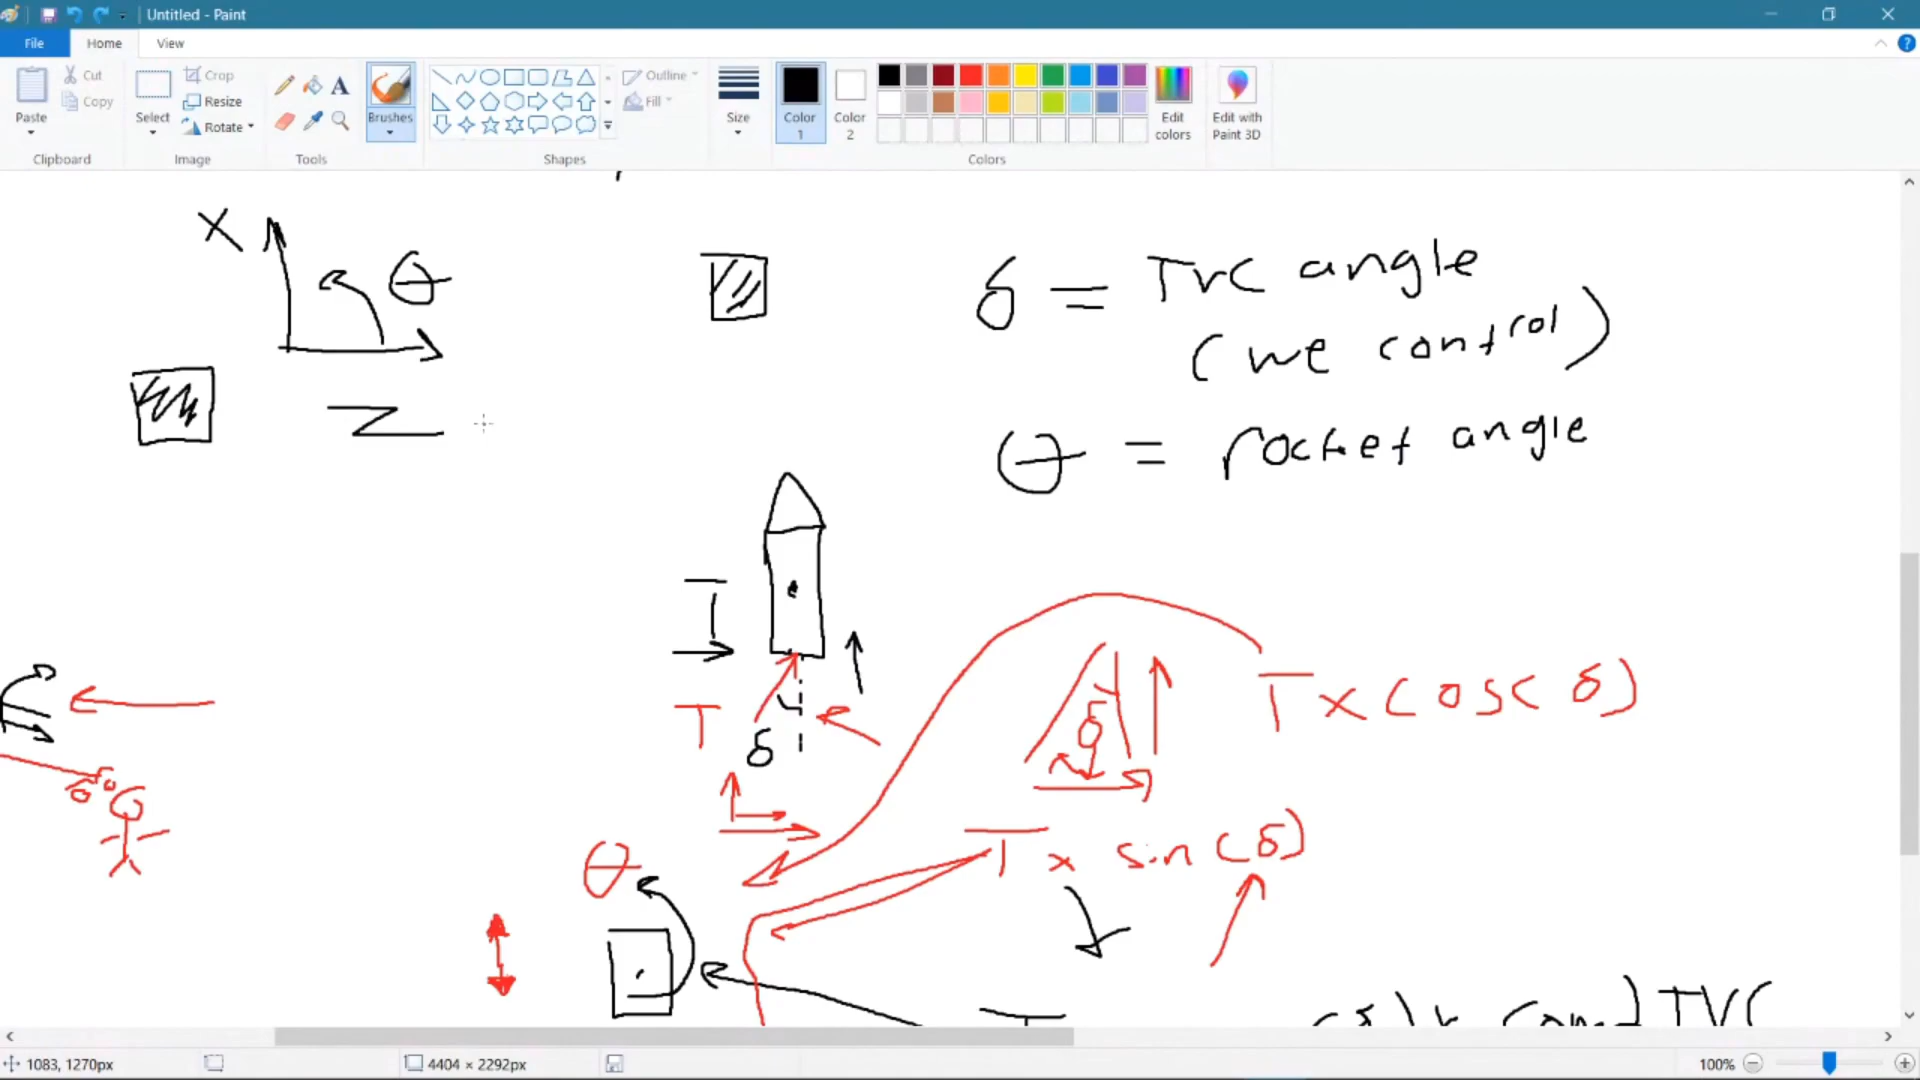 Untitled - Paint
File
Home
View
Paste
Cut
Copy
Clipboard
Select
Crop
Resize
Rotate
Image
A
Tools
Brushes
Shapes
Outline
Fill
Size
Color 1
Color 2
Edit colors
Edit with Paint 3D
Colors
X
θ
Z
δ = TVC angle
(we control)
θ = rocket angle
T
T
δ
δ
T x cos(δ)
T x sin(δ)
θ
T
TVC
1083, 1270px
4404 × 2292px
100%